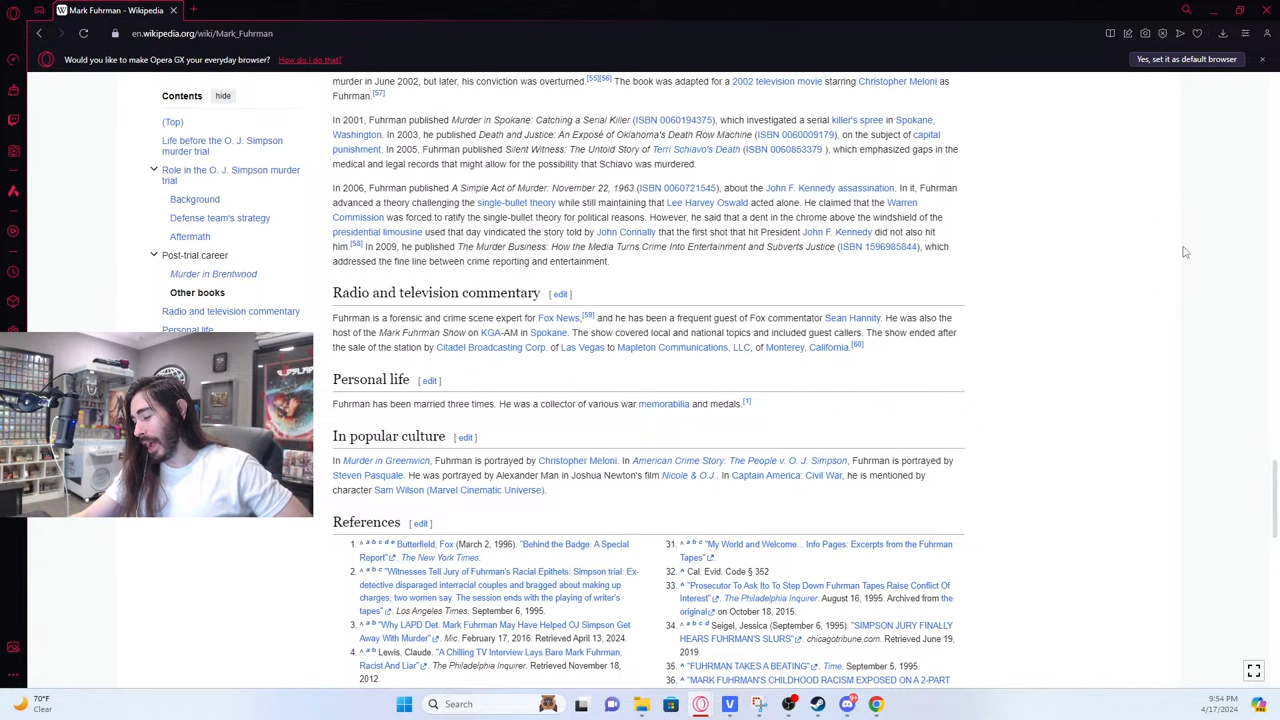 Mark Fuhrman - Wikipedia
en.wikipedia.org/wiki/Mark_Fuhrman
Would you like to make Opera GX your everyday browser? How do I do that?
Yes, set it as default browser
Contents hide
(Top)
Life before the O. J. Simpson
murder trial
Role in the O. J. Simpson murder
trial
Background
Defense team's strategy
Aftermath
Post-trial career
Murder in Brentwood
Other books
Radio and television commentary
Personal life
murder in June 2002, but later, his conviction was overturned.[55][56] The book was adapted for a 2002 television movie starring Christopher Meloni as
Fuhrman.[57]
In 2001, Fuhrman published Murder in Spokane: Catching a Serial Killer (ISBN 0060194375), which investigated a serial killer's spree in Spokane,
Washington. In 2003, he published Death and Justice: An Exposé of Oklahoma's Death Row Machine (ISBN 0060009179), on the subject of capital
punishment. In 2005, Fuhrman published Silent Witness: The Untold Story of Terri Schiavo's Death (ISBN 0060853379 ), which emphasized gaps in the
medical and legal records that might allow for the possibility that Schiavo was murdered.
In 2006, Fuhrman published A Simple Act of Murder: November 22, 1963 (ISBN 0060721545), about the John F. Kennedy assassination. In it, Fuhrman
advanced a theory challenging the single-bullet theory while still maintaining that Lee Harvey Oswald acted alone. He claimed that the Warren
Commission was forced to ratify the single-bullet theory for political reasons. However, he said that a dent in the chrome above the windshield of the
presidential limousine used that day vindicated the story told by John Connally that the first shot that hit President John F. Kennedy did not also hit
him.[58] In 2009, he published The Murder Business: How the Media Turns Crime Into Entertainment and Subverts Justice (ISBN 1596985844), which
addressed the fine line between crime reporting and entertainment.
Radio and television commentary [ edit ]
Fuhrman is a forensic and crime scene expert for Fox News,[59] and he has been a frequent guest of Fox commentator Sean Hannity. He was also the
host of the Mark Fuhrman Show on KGA-AM in Spokane. The show covered local and national topics and included guest callers. The show ended after
the sale of the station by Citadel Broadcasting Corp. of Las Vegas to Mapleton Communications, LLC, of Monterey, California.[60]
Personal life [ edit ]
Fuhrman has been married three times. He was a collector of various war memorabilia and medals.[1]
In popular culture [ edit ]
In Murder in Greenwich, Fuhrman is portrayed by Christopher Meloni. In American Crime Story: The People v. O. J. Simpson, Fuhrman is portrayed by
Steven Pasquale. He was portrayed by Alexander Man in Joshua Newton's film Nicole & O.J.. In Captain America: Civil War, he is mentioned by
character Sam Wilson (Marvel Cinematic Universe).
References [ edit ]
1. ^ a b c d e Butterfield, Fox (March 2, 1996). "Behind the Badge: A Special
Report". The New York Times.
2. ^ a b c "Witnesses Tell Jury of Fuhrman's Racial Epithets: Simpson trial: Ex-
detective disparaged interracial couples and bragged about making up
charges, two women say. The session ends with the playing of writer's
tapes". Los Angeles Times. September 6, 1995.
3. ^ a b "Why LAPD Det. Mark Fuhrman May Have Helped OJ Simpson Get
Away With Murder". Mic. February 17, 2016. Retrieved April 13, 2024.
4. ^ a b Lewis, Claude. "A Chilling TV Interview Lays Bare Mark Fuhrman,
Racist And Liar". The Philadelphia Inquirer. Retrieved November 18,
2012.
31. ^ a b c "My World and Welcome... Info Pages: Excerpts from the Fuhrman
Tapes".
32. ^ Cal. Evid. Code § 352
33. ^ "Prosecutor To Ask Ito To Step Down Fuhrman Tapes Raise Conflict Of
Interest". The Philadelphia Inquirer. August 16, 1995. Archived from the
original on October 18, 2015.
34. ^ a b c d Seigel, Jessica (September 6, 1995). "SIMPSON JURY FINALLY
HEARS FUHRMAN'S SLURS". chicagotribune.com. Retrieved June 19,
2019.
35. ^ "FUHRMAN TAKES A BEATING". Time. September 5, 1995.
36. ^ "MARK FUHRMAN'S CHILDHOOD RACISM EXPOSED ON A 2-PART
70°F
Clear
Search
9:54 PM
4/17/2024